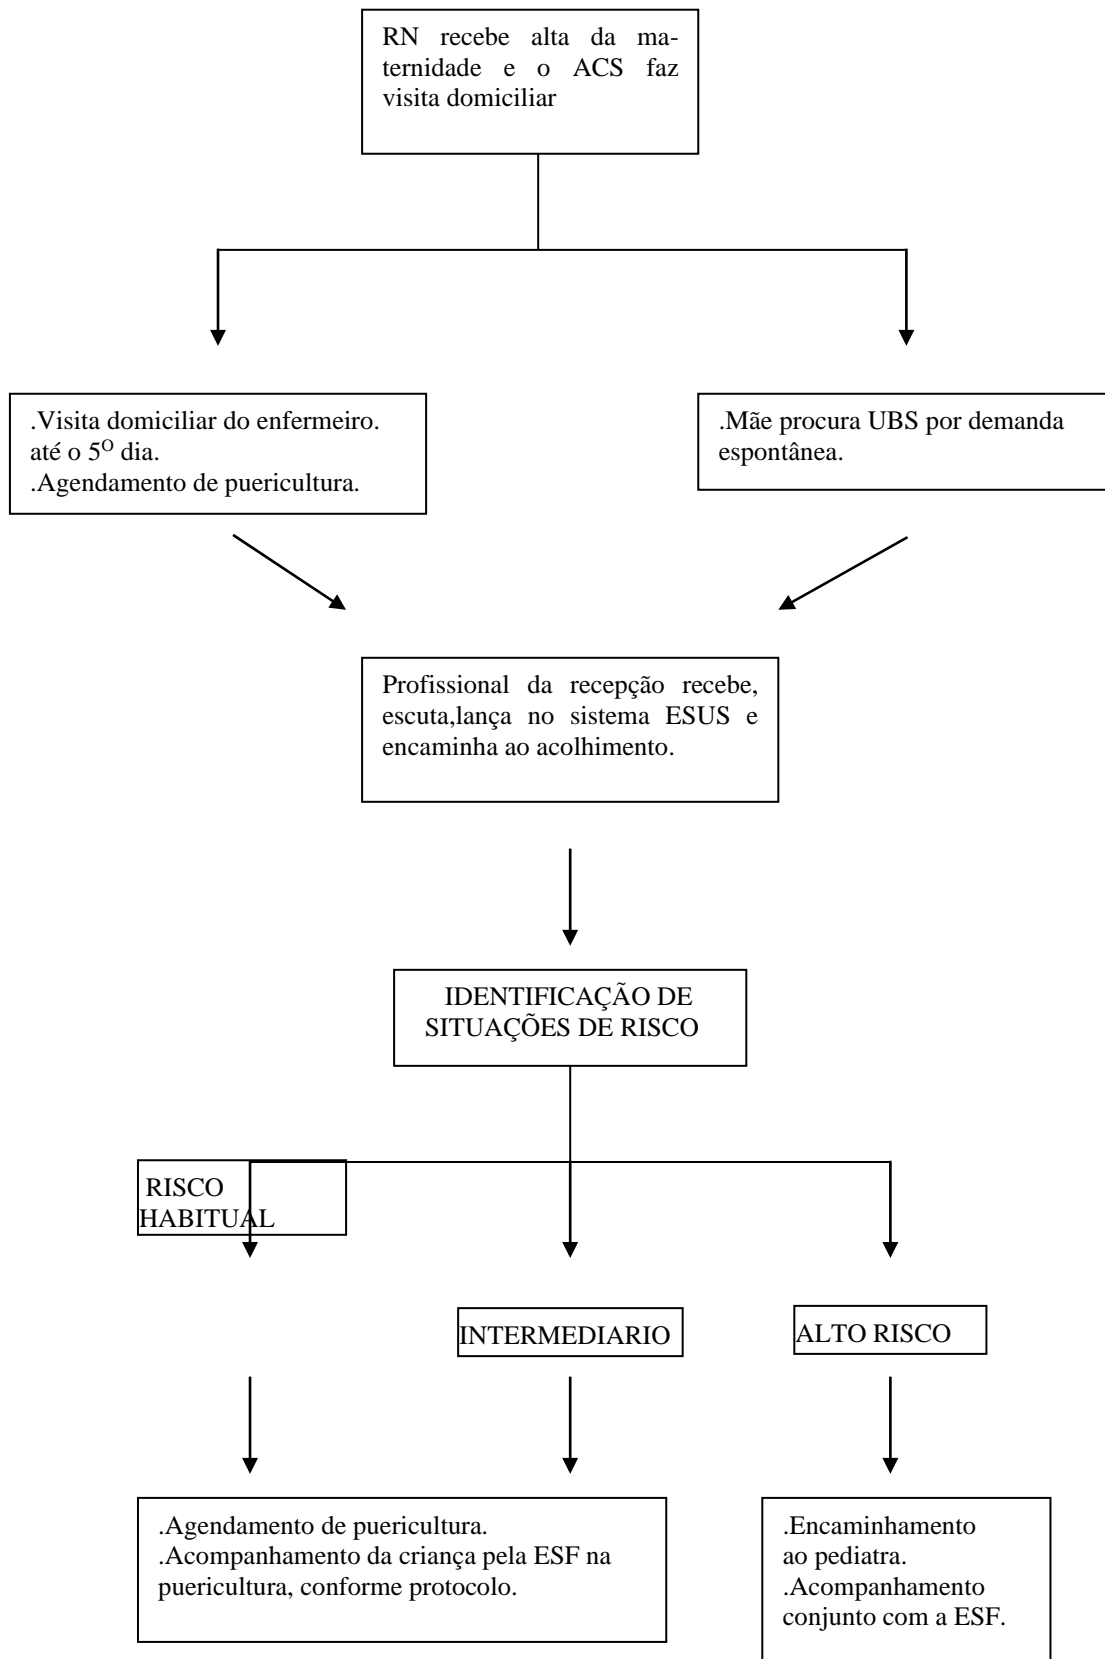 RN recebe alta da ma-
ternidade e o ACS faz
visita domiciliar
.Visita domiciliar do enfermeiro.
até o 5º dia.
.Agendamento de puericultura.
.Mãe procura UBS por demanda
espontânea.
Profissional da recepção recebe,
escuta,lança no sistema ESUS e
encaminha ao acolhimento.
IDENTIFICAÇÃO DE
SITUAÇÕES DE RISCO
RISCO
HABITUAL
INTERMEDIARIO
ALTO RISCO
.Agendamento de puericultura.
.Acompanhamento da criança pela ESF na
puericultura, conforme protocolo.
.Encaminhamento
ao pediatra.
.Acompanhamento
conjunto com a ESF.